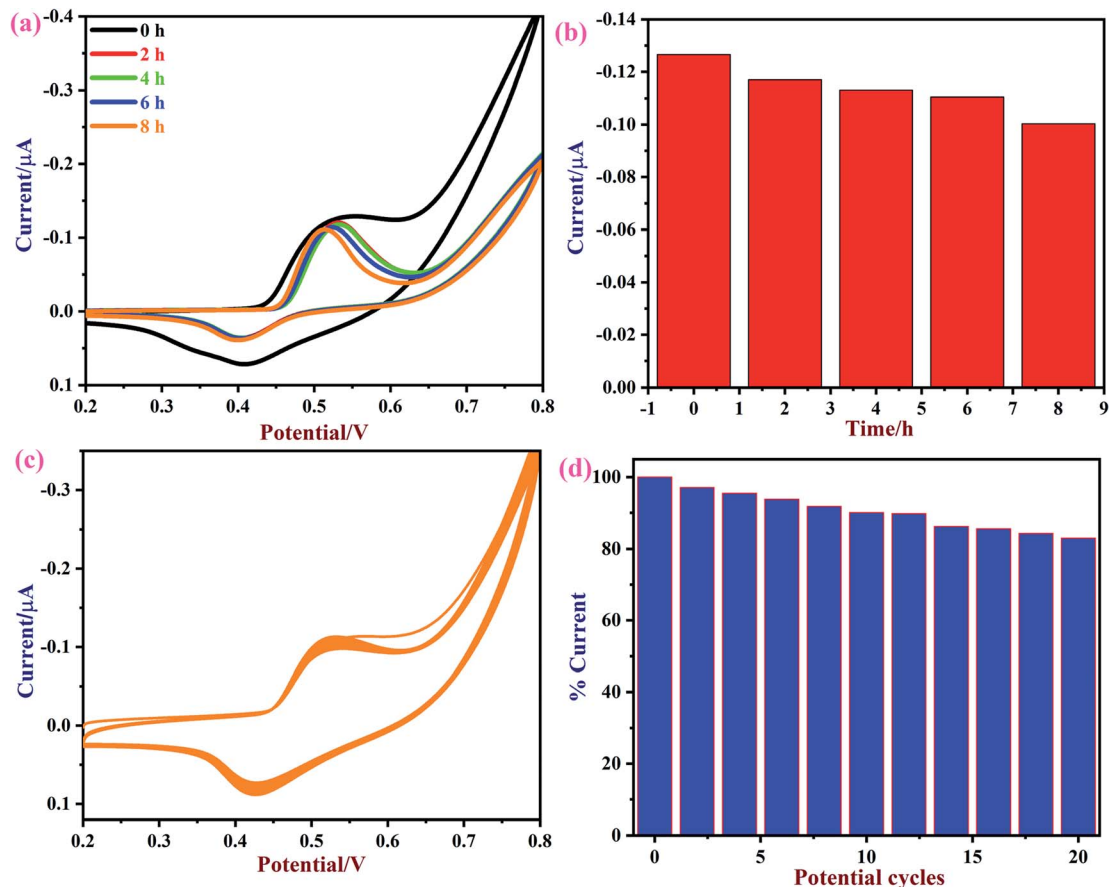 (a)
0 h
2 h
4 h
6 h
8 h
-0.4
-0.3
-0.2
-0.1
0.0
0.1
0.2 0.3 0.4 0.5 0.6 0.7 0.8
Current/µA
Potential/V
(b)
-0.14
-0.12
-0.10
-0.08
-0.06
-0.04
-0.02
0.00
-1 0 1 2 3 4 5 6 7 8 9
Current/µA
Time/h
(c)
-0.3
-0.2
-0.1
0.0
0.1
0.2 0.3 0.4 0.5 0.6 0.7 0.8
Current/µA
Potential/V
(d)
100
80
60
40
20
0
0 5 10 15 20
% Current
Potential cycles